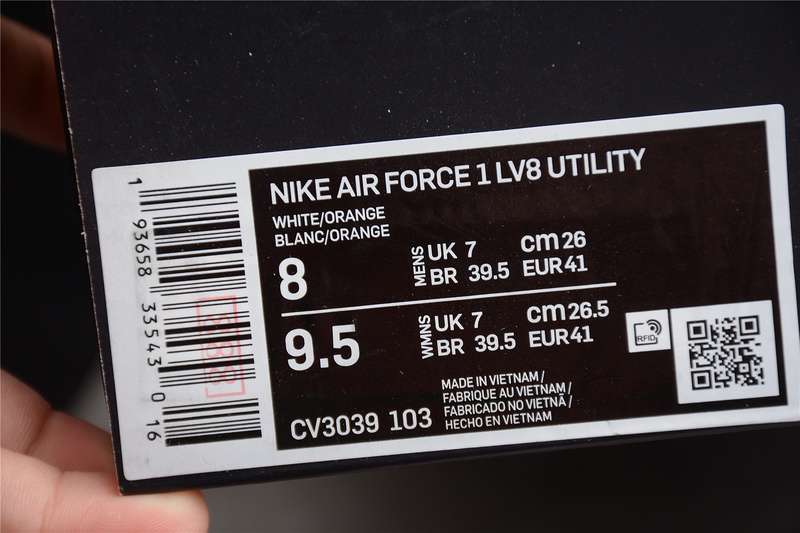 NIKE AIR FORCE 1 LV8 UTILITY
WHITE/ORANGE
BLANC/ORANGE
8
MENS
UK 7 cm 26
BR 39.5 EUR 41
9.5
WMNS
UK 7 cm 26.5
BR 39.5 EUR 41
RFID
MADE IN VIETNAM /
FABRIQUE AU VIETNAM /
FABRICADO NO VIETNÃ /
HECHO EN VIETNAM
CV3039 103
1 93658 33543 0 16